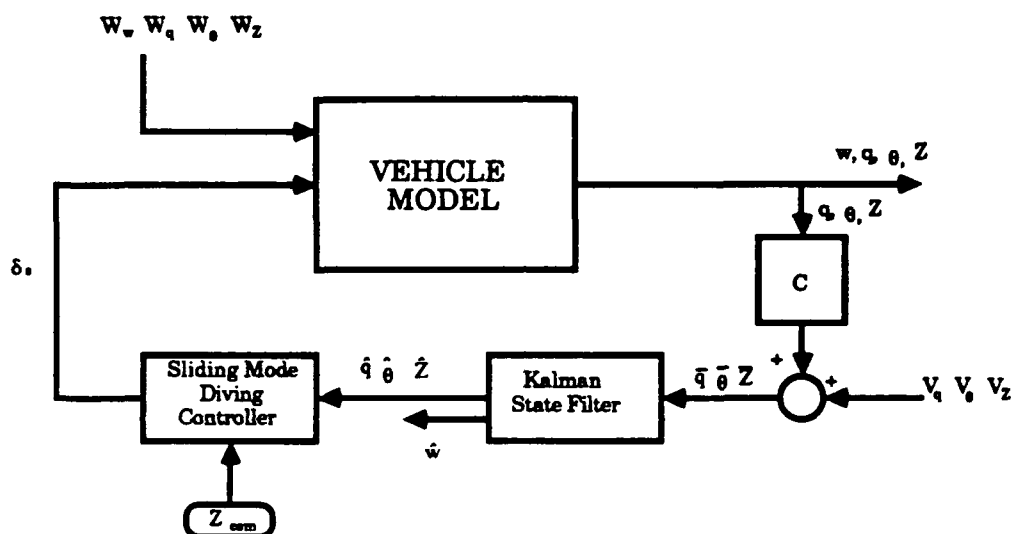 W_w W_q W_θ W_Z
VEHICLE
MODEL
w, q, θ, Z
q, θ, Z
δ_s
C
+
+
Sliding Mode
Diving
Controller
q̂ θ̂ Ẑ
Kalman
State Filter
q̄ θ̄ Z̄
V_q V_θ V_Z
ŵ
Z_com